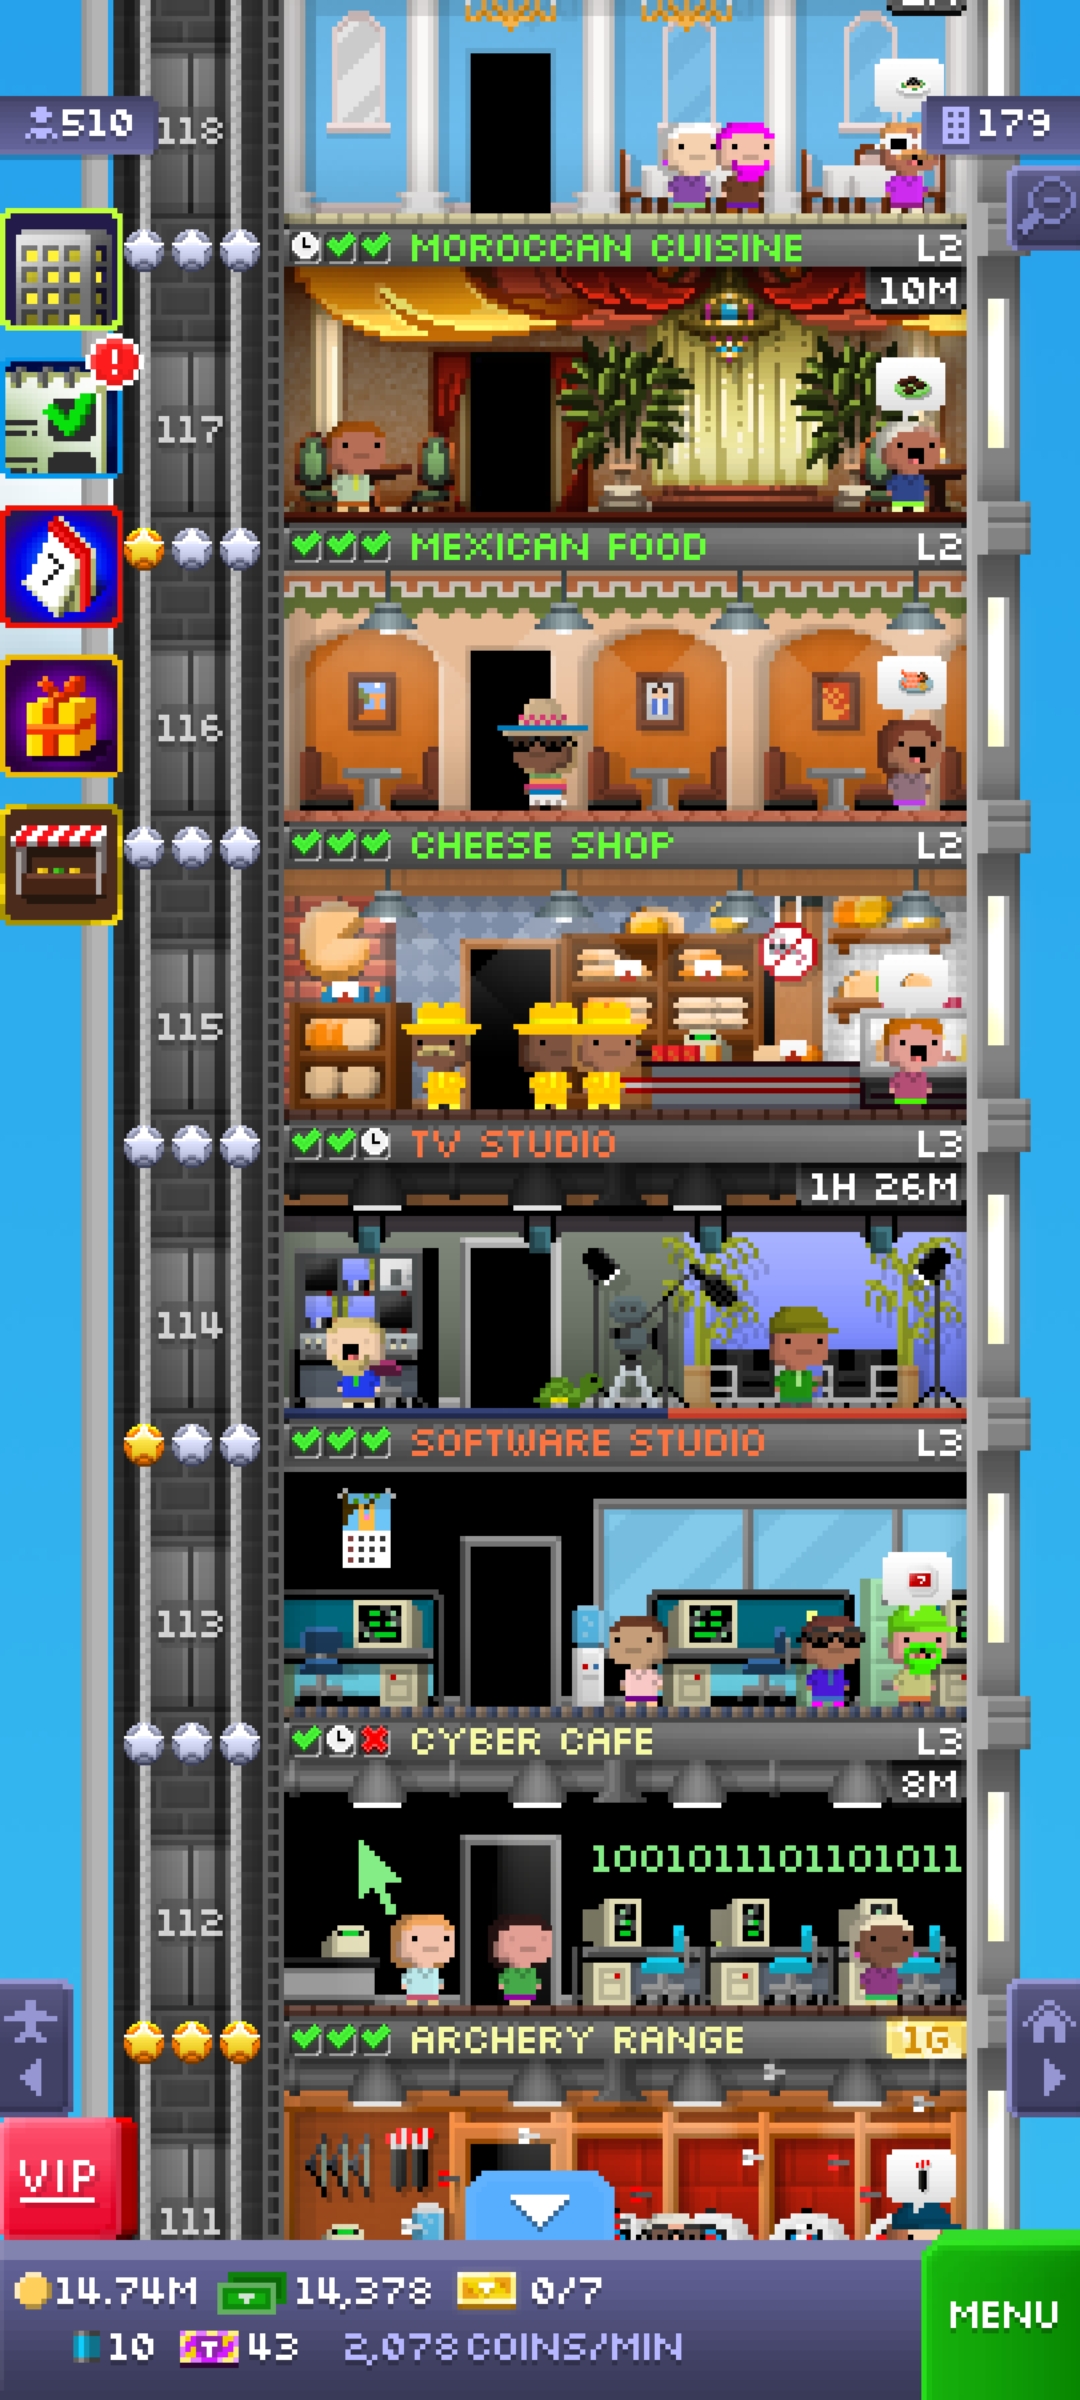 510
118
179
MOROCCAN CUISINE L2
10M
117
MEXICAN FOOD L2
116
CHEESE SHOP L2
115
TV STUDIO L3
1H 26M
114
SOFTWARE STUDIO L3
113
CYBER CAFE L3
8M
1001011101101011
112
ARCHERY RANGE 1G
VIP
111
14.74M 14,378 0/7
MENU
10 43 2,078 COINS/MIN